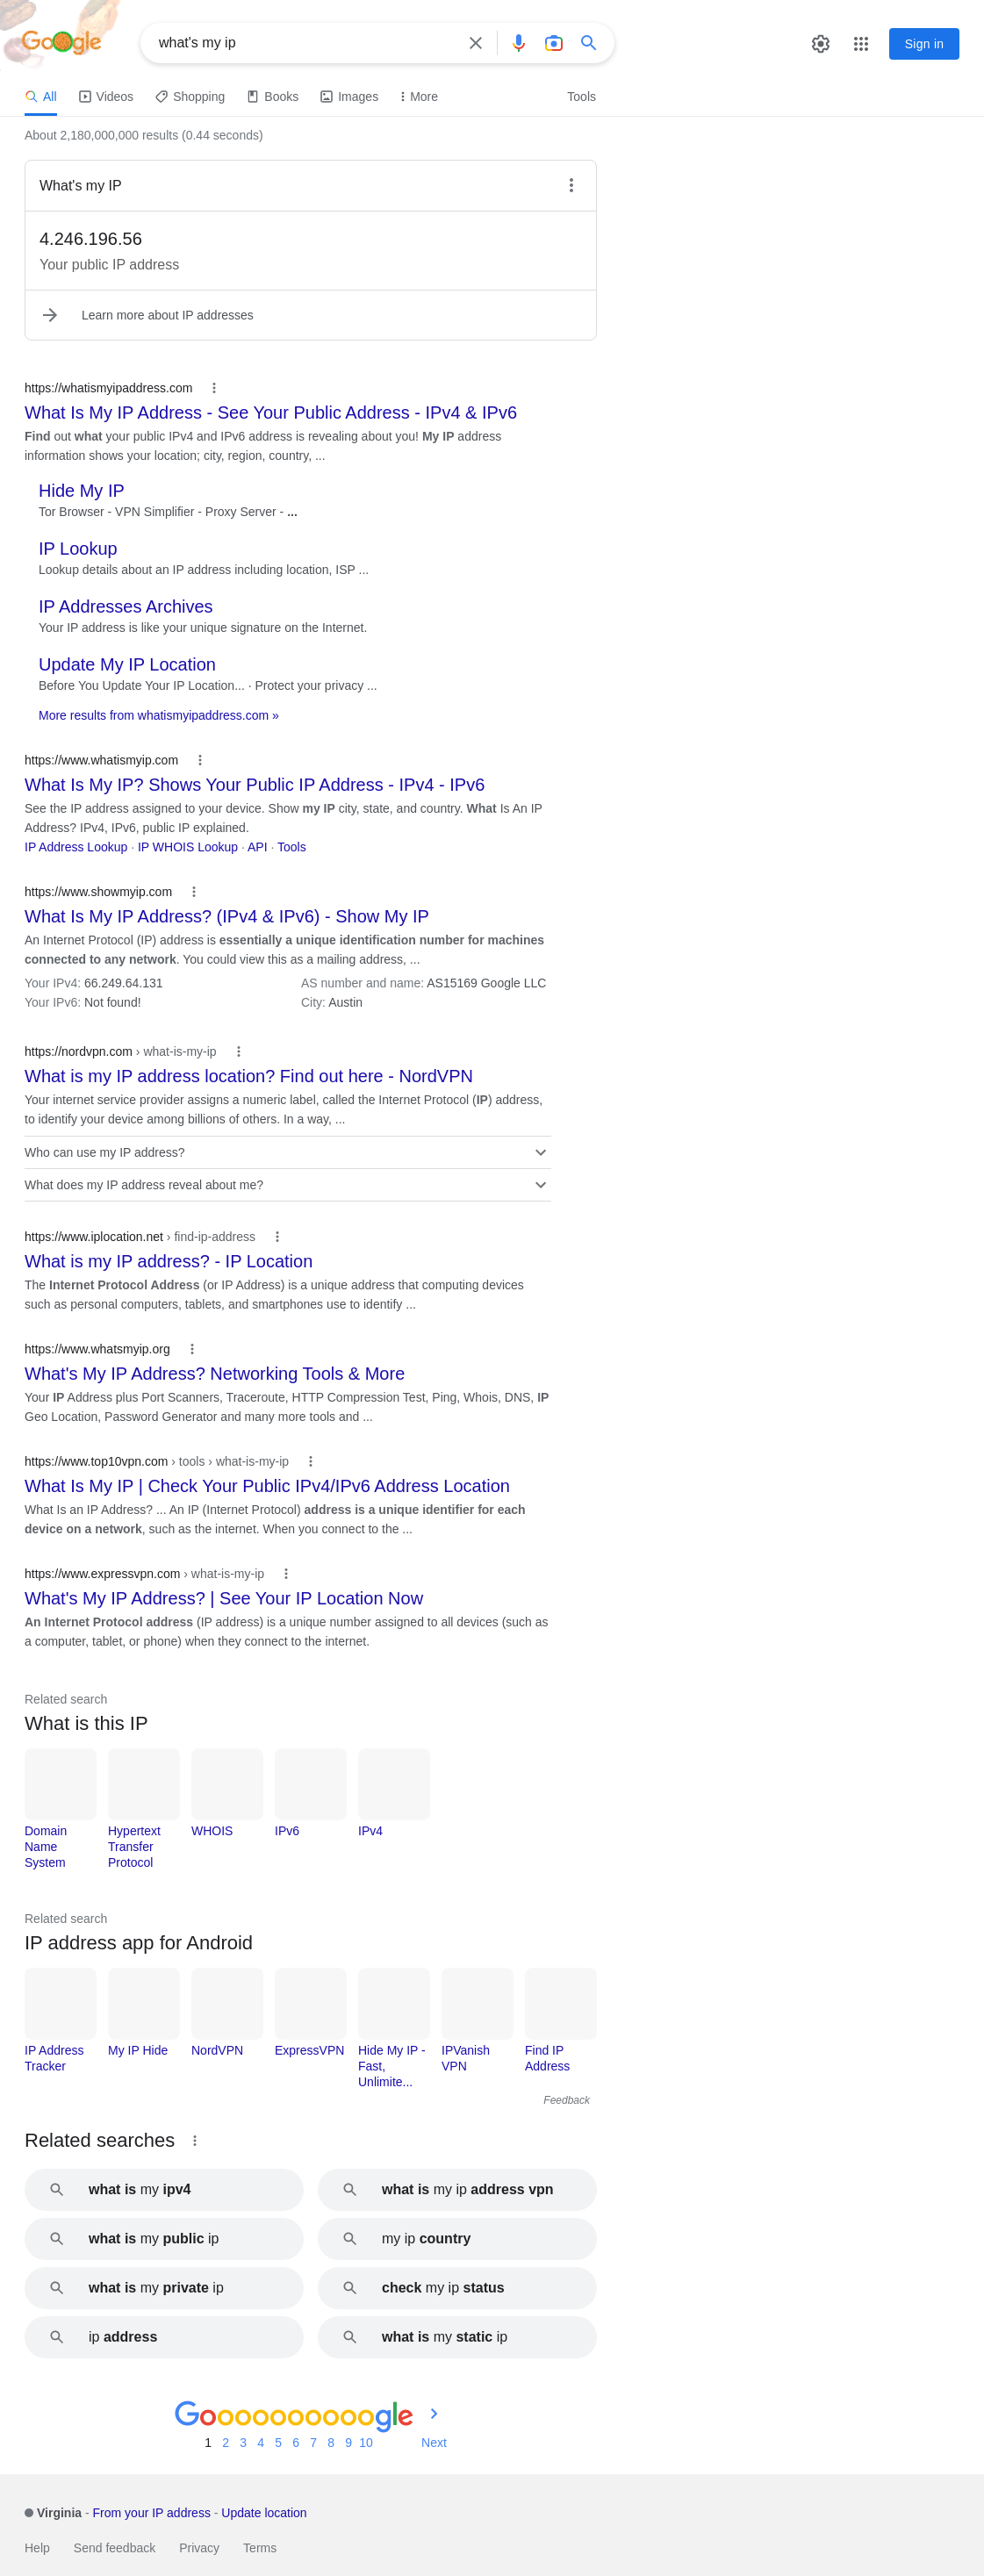 Google
what's my ip
Sign in
All Videos Shopping Books Images More Tools
About 2,180,000,000 results (0.44 seconds)
What's my IP
4.246.196.56
Your public IP address
Learn more about IP addresses
https://whatismyipaddress.com
What Is My IP Address - See Your Public Address - IPv4 & IPv6
Find out what your public IPv4 and IPv6 address is revealing about you! My IP address
information shows your location; city, region, country, ...
Hide My IP
Tor Browser - VPN Simplifier - Proxy Server - ...
IP Lookup
Lookup details about an IP address including location, ISP ...
IP Addresses Archives
Your IP address is like your unique signature on the Internet.
Update My IP Location
Before You Update Your IP Location... · Protect your privacy ...
More results from whatismyipaddress.com »
https://www.whatismyip.com
What Is My IP? Shows Your Public IP Address - IPv4 - IPv6
See the IP address assigned to your device. Show my IP city, state, and country. What Is An IP
Address? IPv4, IPv6, public IP explained.
IP Address Lookup · IP WHOIS Lookup · API · Tools
https://www.showmyip.com
What Is My IP Address? (IPv4 & IPv6) - Show My IP
An Internet Protocol (IP) address is essentially a unique identification number for machines
connected to any network. You could view this as a mailing address, ...
Your IPv4: 66.249.64.131 AS number and name: AS15169 Google LLC
Your IPv6: Not found! City: Austin
https://nordvpn.com › what-is-my-ip
What is my IP address location? Find out here - NordVPN
Your internet service provider assigns a numeric label, called the Internet Protocol (IP) address,
to identify your device among billions of others. In a way, ...
Who can use my IP address?
What does my IP address reveal about me?
https://www.iplocation.net › find-ip-address
What is my IP address? - IP Location
The Internet Protocol Address (or IP Address) is a unique address that computing devices
such as personal computers, tablets, and smartphones use to identify ...
https://www.whatsmyip.org
What's My IP Address? Networking Tools & More
Your IP Address plus Port Scanners, Traceroute, HTTP Compression Test, Ping, Whois, DNS, IP
Geo Location, Password Generator and many more tools and ...
https://www.top10vpn.com › tools › what-is-my-ip
What Is My IP | Check Your Public IPv4/IPv6 Address Location
What Is an IP Address? ... An IP (Internet Protocol) address is a unique identifier for each
device on a network, such as the internet. When you connect to the ...
https://www.expressvpn.com › what-is-my-ip
What's My IP Address? | See Your IP Location Now
An Internet Protocol address (IP address) is a unique number assigned to all devices (such as
a computer, tablet, or phone) when they connect to the internet.
Related search
What is this IP
Domain
Name
System
Hypertext
Transfer
Protocol
WHOIS
IPv6
IPv4
Related search
IP address app for Android
IP Address
Tracker
My IP Hide
NordVPN
ExpressVPN
Hide My IP -
Fast,
Unlimite...
IPVanish
VPN
Find IP
Address
Feedback
Related searches
what is my ipv4
what is my ip address vpn
what is my public ip
my ip country
what is my private ip
check my ip status
ip address
what is my static ip
Goooooooooogle
1 2 3 4 5 6 7 8 9 10 Next
Virginia - From your IP address - Update location
Help Send feedback Privacy Terms